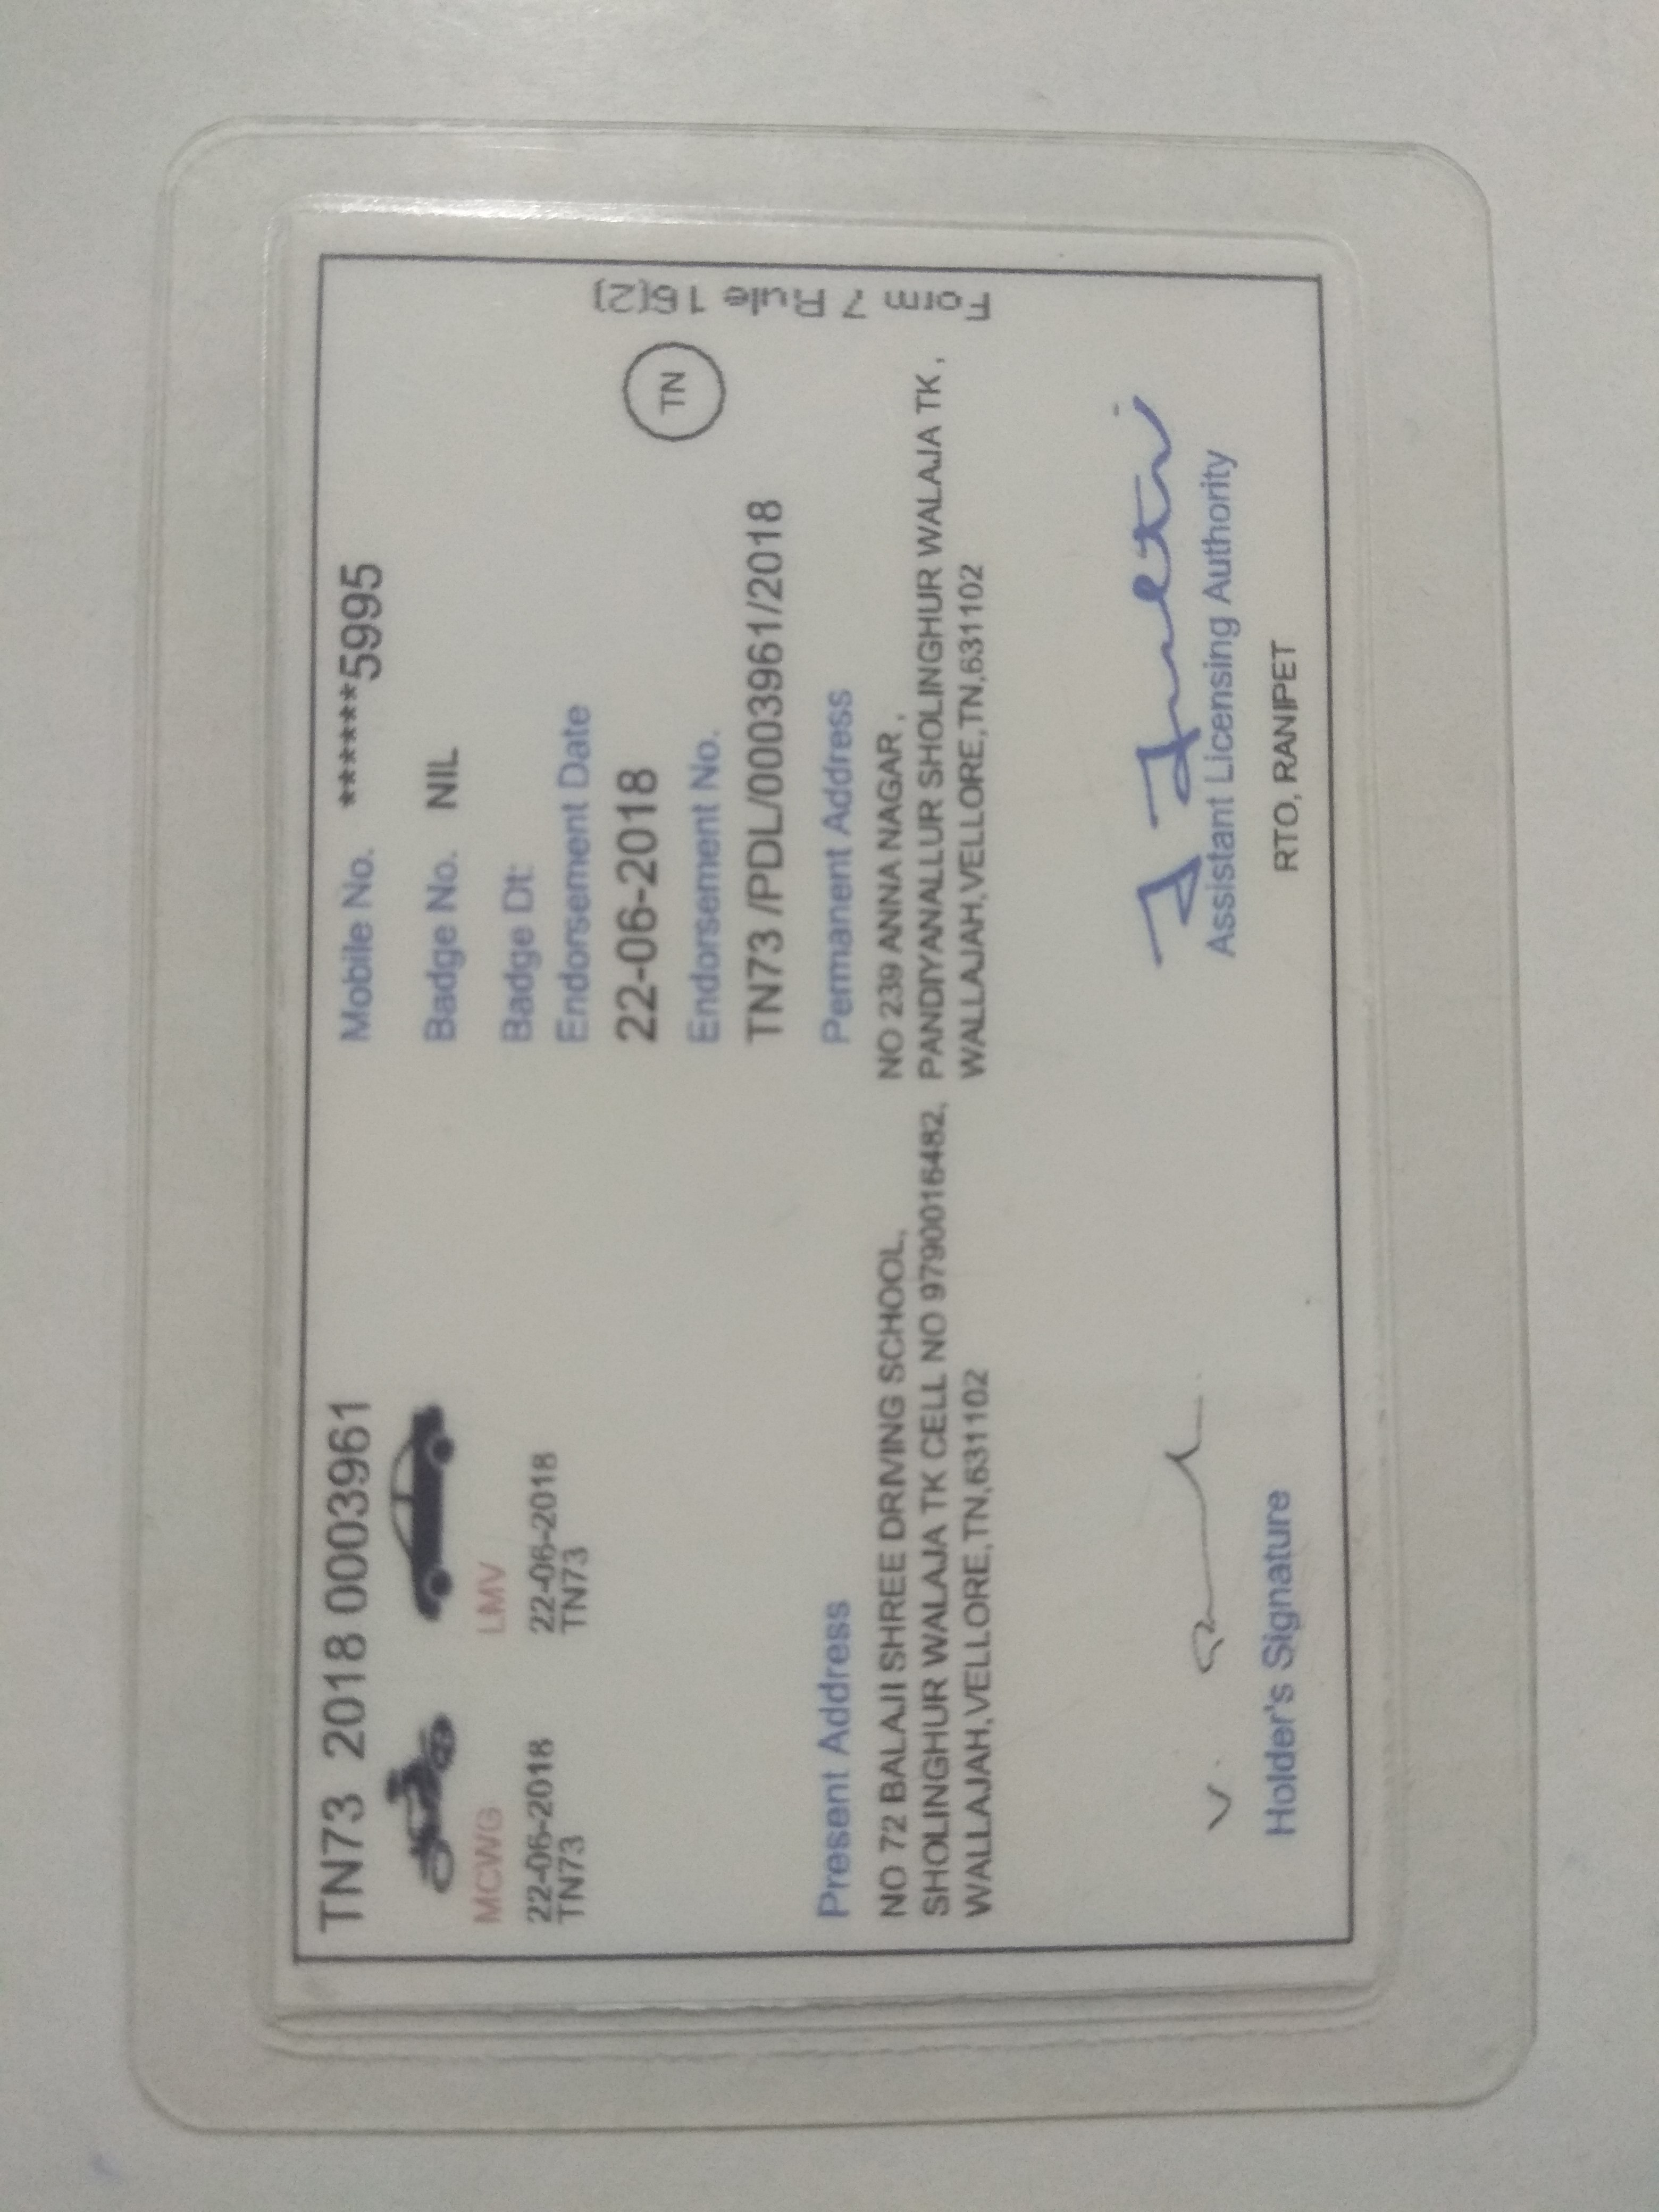 TN73 2018 0003961
MCWG
22-06-2018
TN73
LMV
22-06-2018
TN73
Mobile No. ******5995
Badge No. NIL
Badge Dt:
Endorsement Date
22-06-2018
Endorsement No.
TN73 /PDL/0003961/2018
TN
Form 7 Rule 16(2)
Present Address
NO 72 BALAJI SHREE DRIVING SCHOOL,
SHOLINGHUR WALAJA TK CELL NO 9790016482,
WALLAJAH,VELLORE,TN,631102
Permanent Address
NO 239 ANNA NAGAR ,
PANDIYANALLUR SHOLINGHUR WALAJA TK ,
WALLAJAH,VELLORE,TN,631102
Holder's Signature
Assistant Licensing Authority
RTO, RANIPET